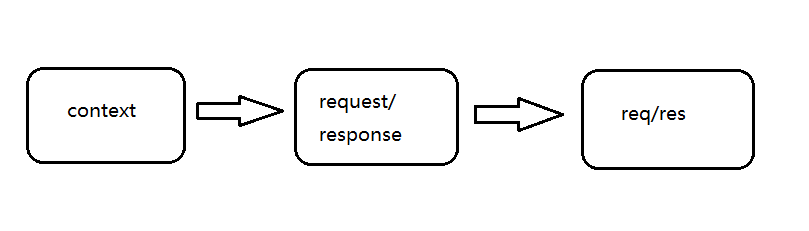 context
request/
response
req/res